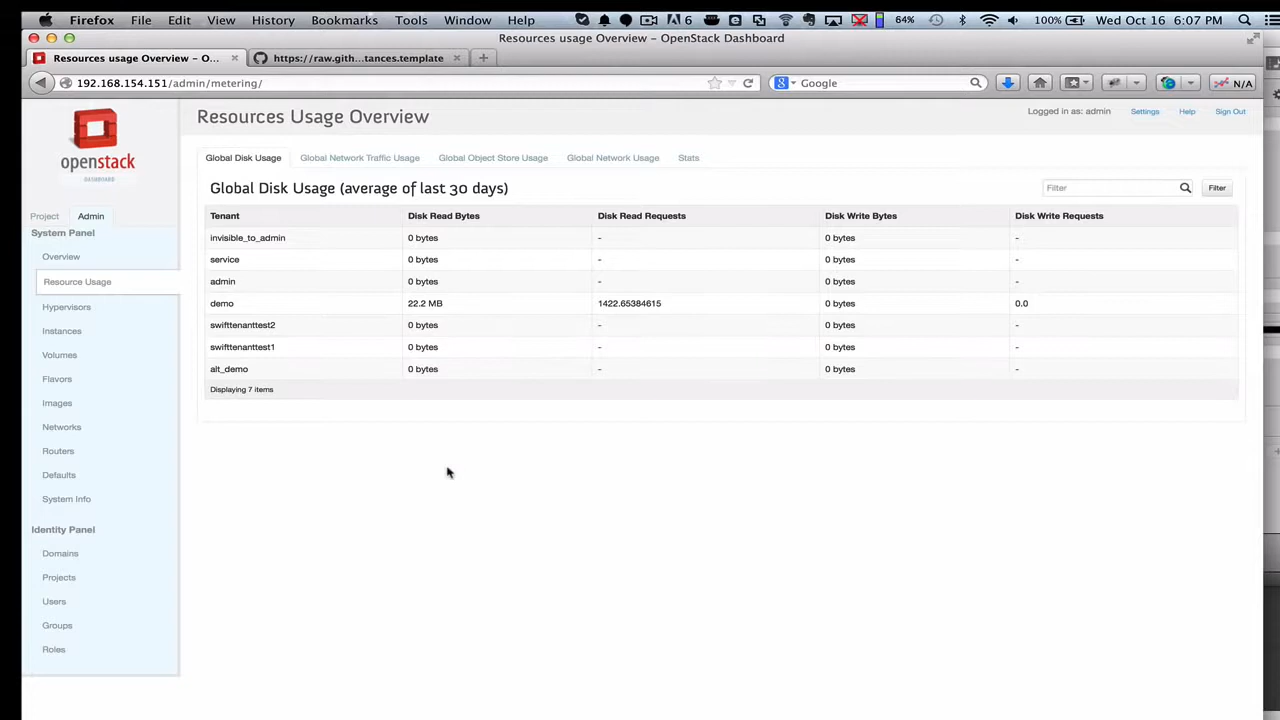 Firefox File Edit View History Bookmarks Tools Window Help 6 64% 100% Wed Oct 16 6:07 PM
Resources usage Overview – OpenStack Dashboard
Resources usage Overview – O... https://raw.gith...tances.template
192.168.154.151/admin/metering/ Google N/A
openstack
DASHBOARD
Project Admin
System Panel
Overview
Resource Usage
Hypervisors
Instances
Volumes
Flavors
Images
Networks
Routers
Defaults
System Info
Identity Panel
Domains
Projects
Users
Groups
Roles
Resources Usage Overview
Logged in as: admin Settings Help Sign Out
Global Disk Usage Global Network Traffic Usage Global Object Store Usage Global Network Usage Stats
Global Disk Usage (average of last 30 days) Filter Filter
Tenant Disk Read Bytes Disk Read Requests Disk Write Bytes Disk Write Requests
invisible_to_admin 0 bytes - 0 bytes -
service 0 bytes - 0 bytes -
admin 0 bytes - 0 bytes -
demo 22.2 MB 1422.65384615 0 bytes 0.0
swifttenanttest2 0 bytes - 0 bytes -
swifttenanttest1 0 bytes - 0 bytes -
alt_demo 0 bytes - 0 bytes -
Displaying 7 items